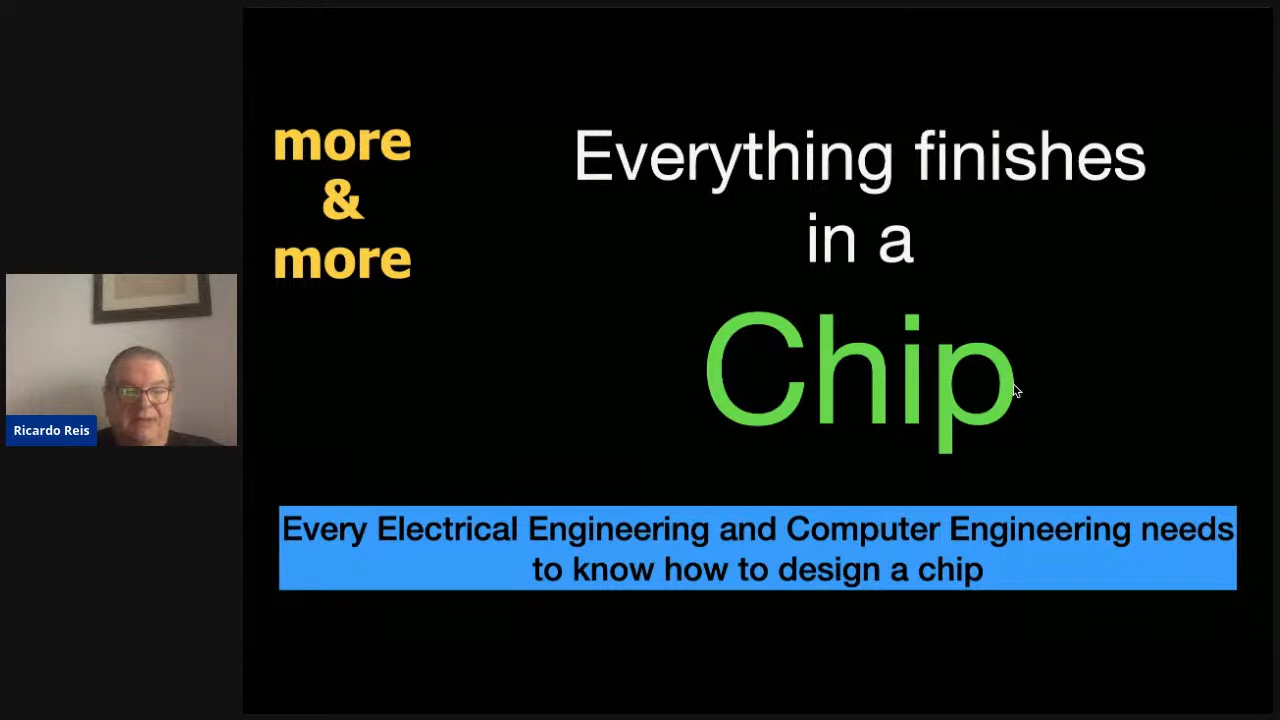 more
&
more
Everything finishes
in a
Chip
Ricardo Reis
Every Electrical Engineering and Computer Engineering needs
to know how to design a chip